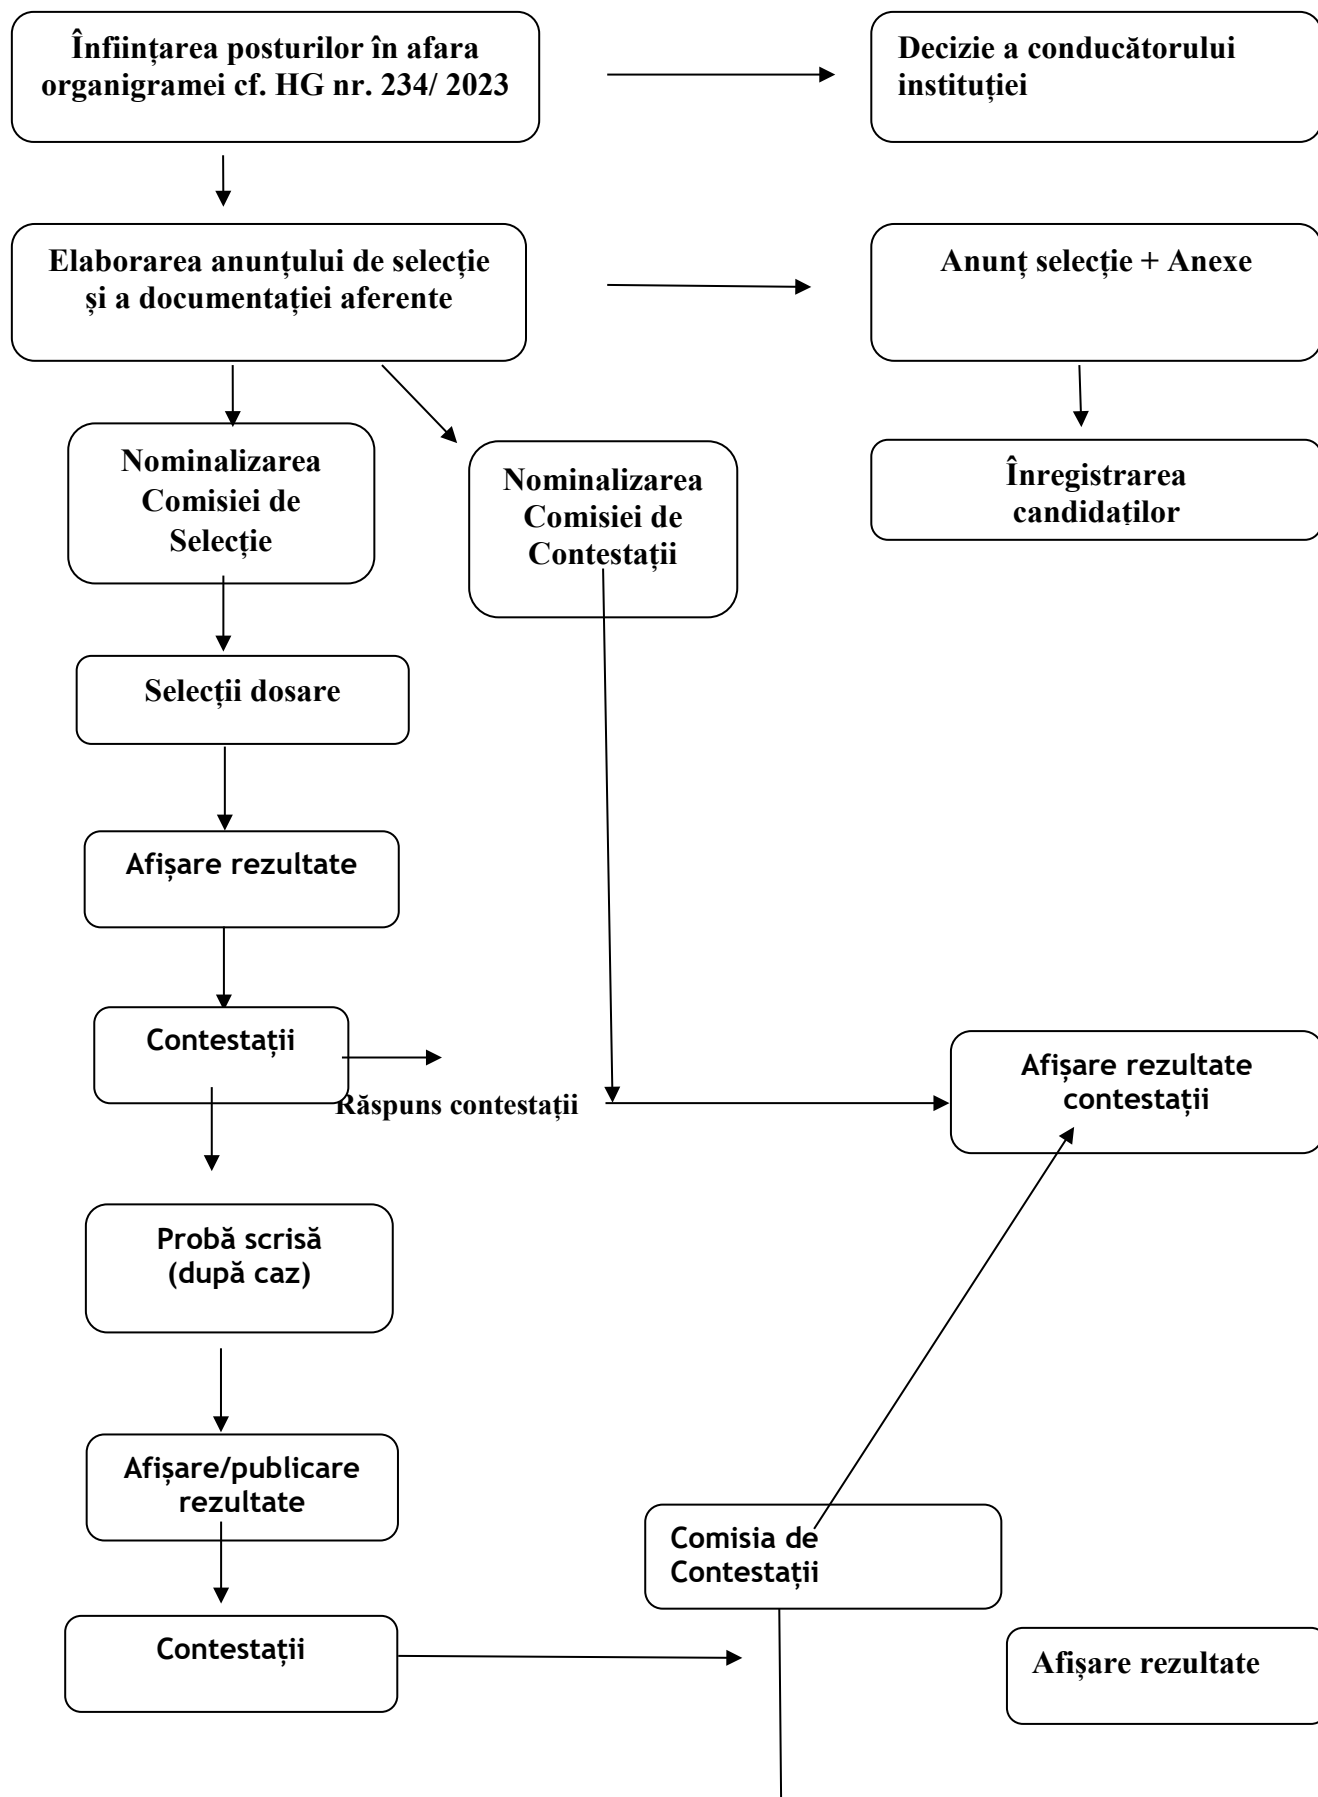 Înființarea posturilor în afara
organigramei cf. HG nr. 234/ 2023
Decizie a conducătorului
instituției
Elaborarea anunțului de selecție
și a documentației aferente
Anunț selecție + Anexe
Nominalizarea
Comisiei de
Selecție
Nominalizarea
Comisiei de
Contestații
Înregistrarea
candidaților
Selecții dosare
Afișare rezultate
Contestații
Răspuns contestații
Afișare rezultate
contestații
Probă scrisă
(după caz)
Afișare/publicare
rezultate
Comisia de
Contestații
Contestații
Afișare rezultate